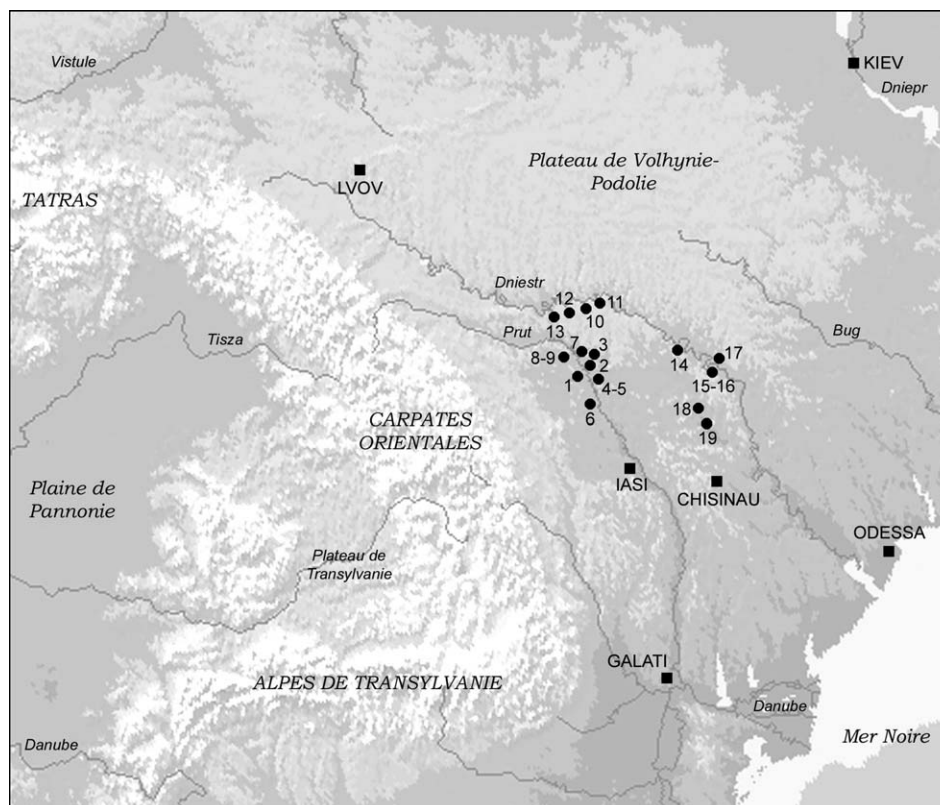 Vistule
KIEV
Dniepr
Plateau de Volhynie-
Podolie
LVOV
TATRAS
Dniestr
12
11
10
13
Prut
Bug
7
3
8-9
2
14
17
Tisza
1
4-5
15-16
6
18
19
CARPATES
ORIENTALES
IASI
CHISINAU
Plaine de
Pannonie
ODESSA
Plateau de
Transylvanie
GALATI
ALPES DE TRANSYLVANIE
Danube
Mer Noire
Danube